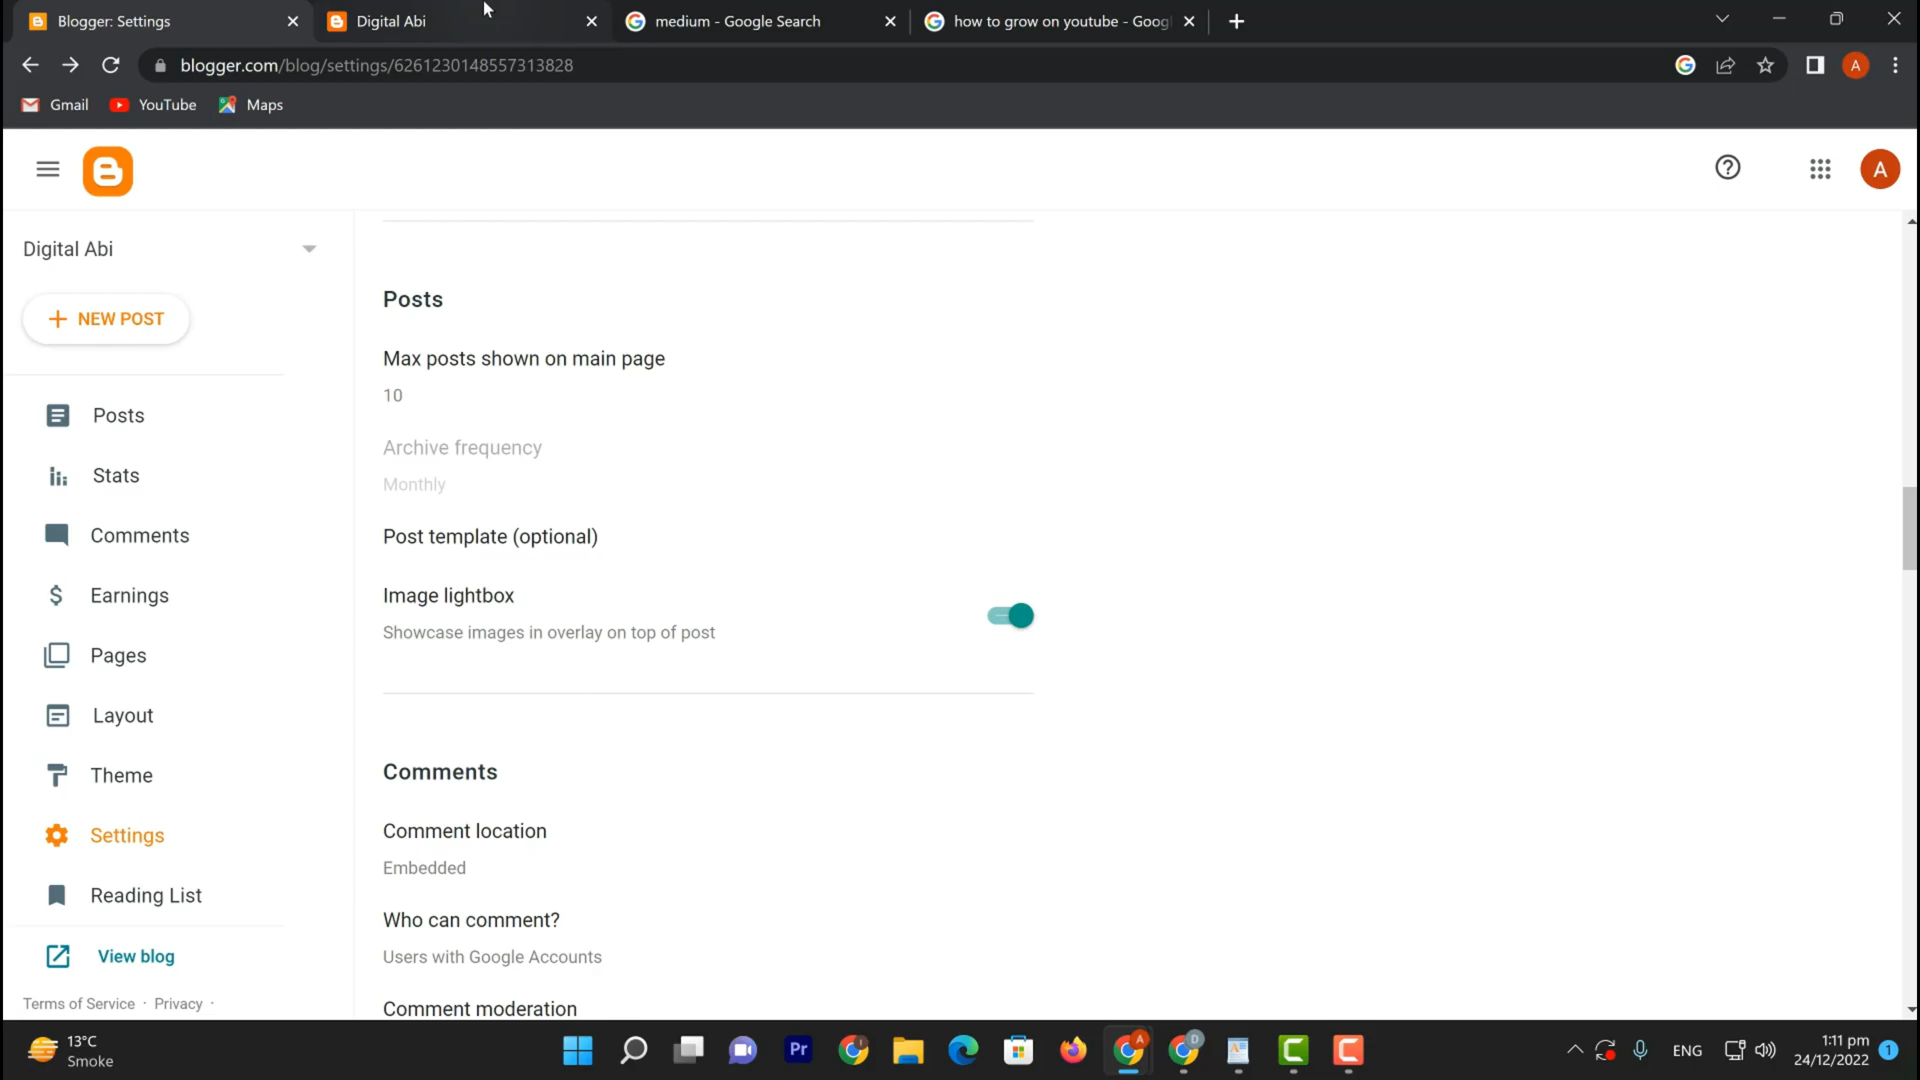 Blogger: Settings
Digital Abi
medium - Google Search
how to grow on youtube - Goog
blogger.com/blog/settings/6261230148557313828
A
Gmail
YouTube
Maps
A
Digital Abi
NEW POST
Posts
Stats
Comments
Earnings
Pages
Layout
Theme
Settings
Reading List
View blog
Terms of Service · Privacy ·
Posts
Max posts shown on main page
10
Archive frequency
Monthly
Post template (optional)
Image lightbox
Showcase images in overlay on top of post
Comments
Comment location
Embedded
Who can comment?
Users with Google Accounts
Comment moderation
13°C
Smoke
Pr
ENG
1:11 pm
24/12/2022
1